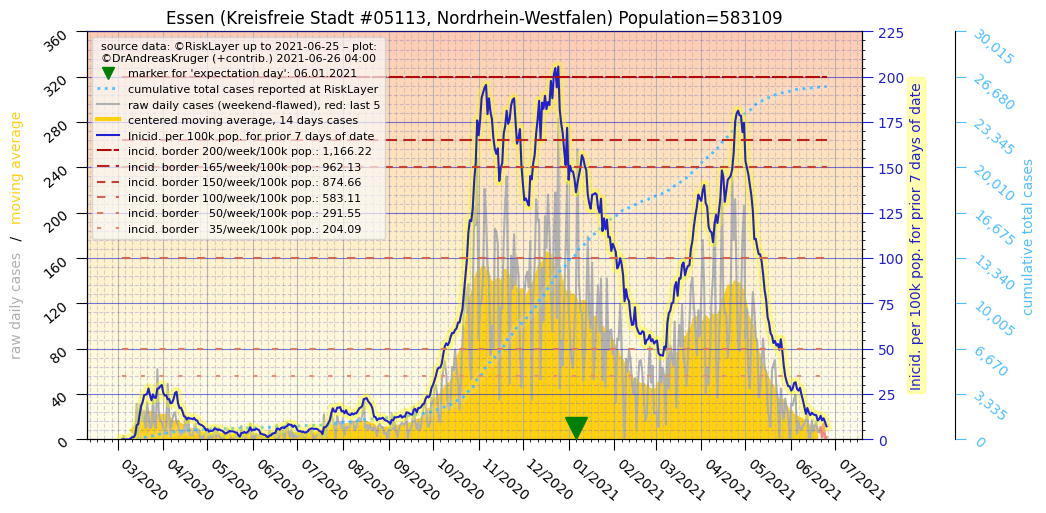 Essen (Kreisfreie Stadt #05113, Nordrhein-Westfalen) Population=583109
source data: ©RiskLayer up to 2021-06-25 – plot:
©DrAndreasKruger (+contrib.) 2021-06-26 04:00
marker for 'expectation day': 06.01.2021
cumulative total cases reported at RiskLayer
raw daily cases (weekend-flawed), red: last 5
centered moving average, 14 days cases
Inicid. per 100k pop. for prior 7 days of date
incid. border 200/week/100k pop.: 1,166.22
incid. border 165/week/100k pop.: 962.13
incid. border 150/week/100k pop.: 874.66
incid. border 100/week/100k pop.: 583.11
incid. border   50/week/100k pop.: 291.55
incid. border   35/week/100k pop.: 204.09
raw daily cases / moving average
360
320
280
240
200
160
120
80
40
0
03/2020
04/2020
05/2020
06/2020
07/2020
08/2020
09/2020
10/2020
11/2020
12/2020
01/2021
02/2021
03/2021
04/2021
05/2021
06/2021
07/2021
225
200
175
150
125
100
75
50
25
0
Inicid. per 100k pop. for prior 7 days of date
30,015
26,680
23,345
20,010
16,675
13,340
10,005
6,670
3,335
0
cumulative total cases